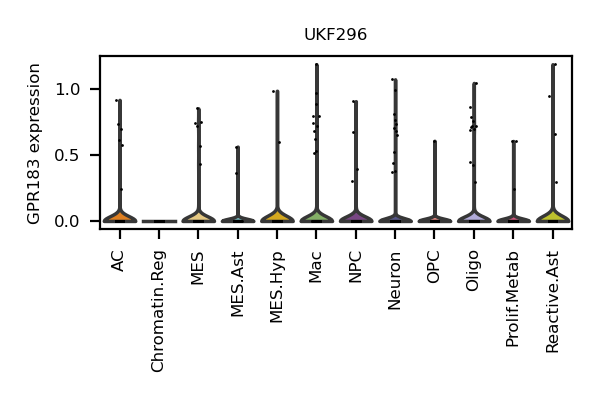 UKF296
GPR183 expression
1.0
0.5
0.0
AC
Chromatin.Reg
MES
MES.Ast
MES.Hyp
Mac
NPC
Neuron
OPC
Oligo
Prolif.Metab
Reactive.Ast